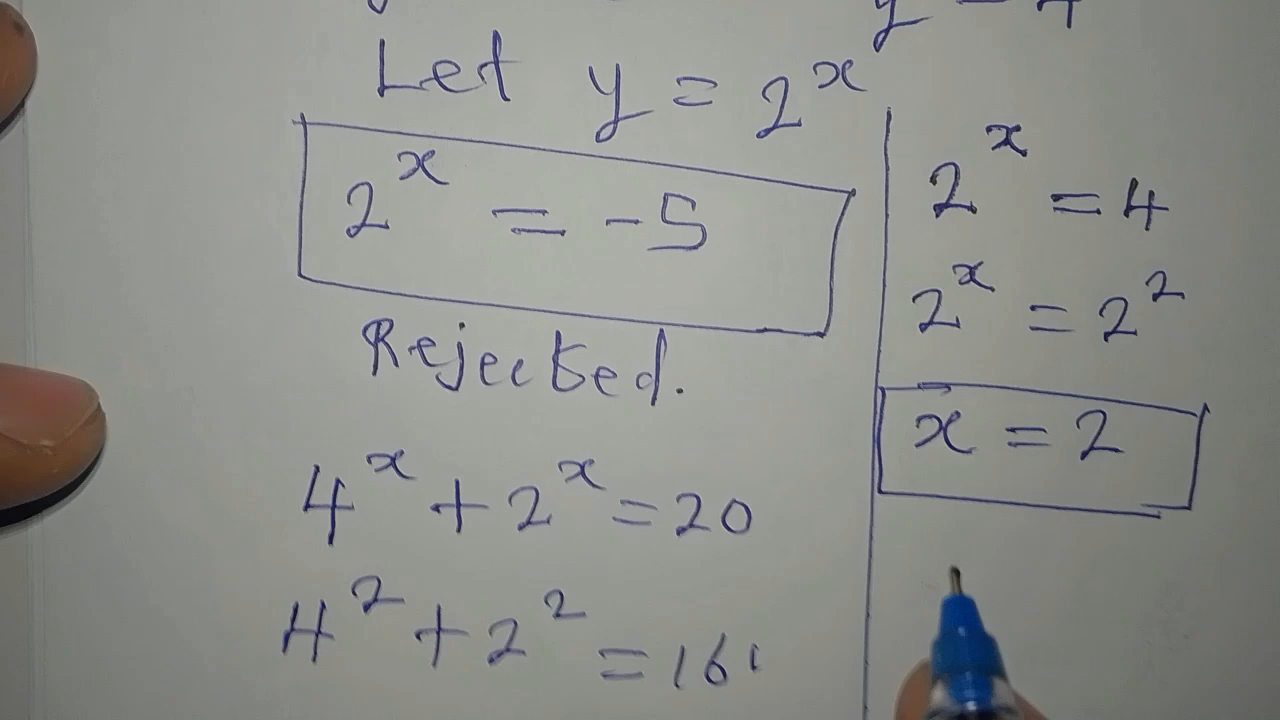 Let y = 2^x
2^x = -5
Rejected.
4^x + 2^x = 20
4^2 + 2^2 = 16
2^x = 4
2^x = 2^2
x = 2